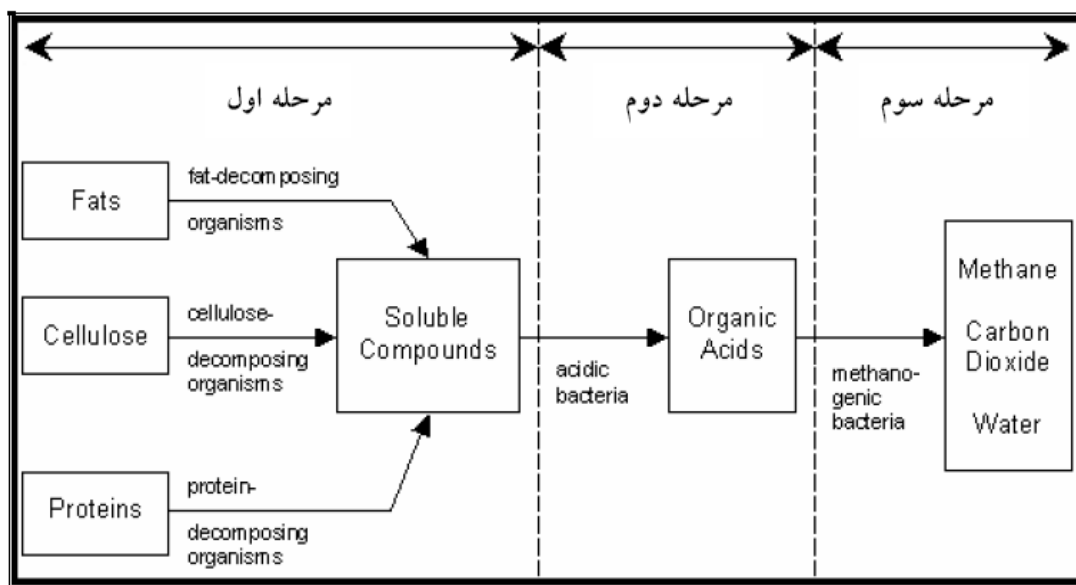 مرحله اول
مرحله دوم
مرحله سوم
Fats
fat-decomposing
organisms
Cellulose
cellulose-
decomposing
organisms
Proteins
protein-
decomposing
organisms
Soluble
Compounds
acidic
bacteria
Organic
Acids
methano-
genic
bacteria
Methane
Carbon
Dioxide
Water